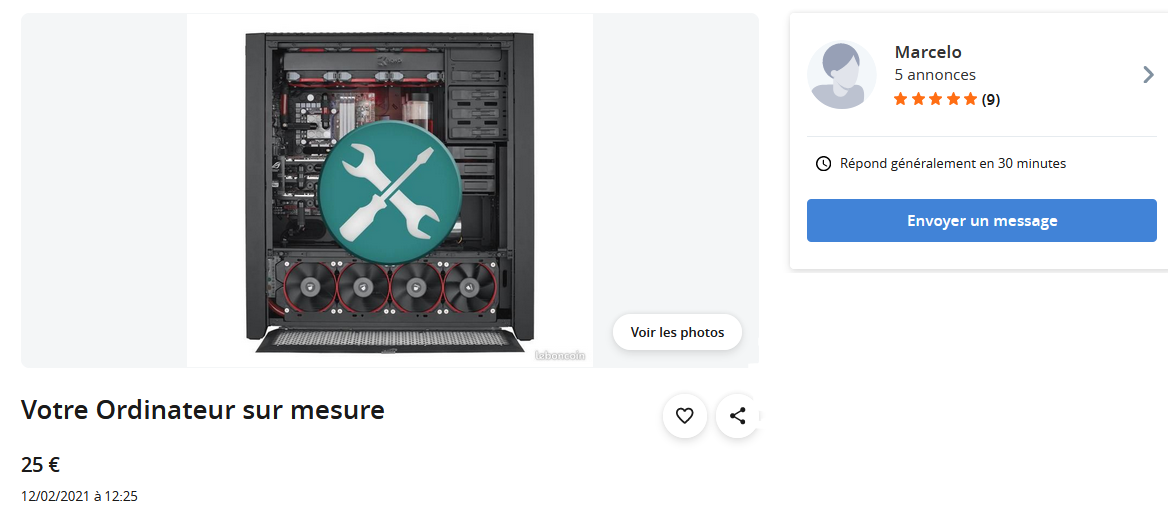 Marcelo
5 annonces
(9)
Répond généralement en 30 minutes
Envoyer un message
Voir les photos
leboncoin
Votre Ordinateur sur mesure
25 €
12/02/2021 à 12:25